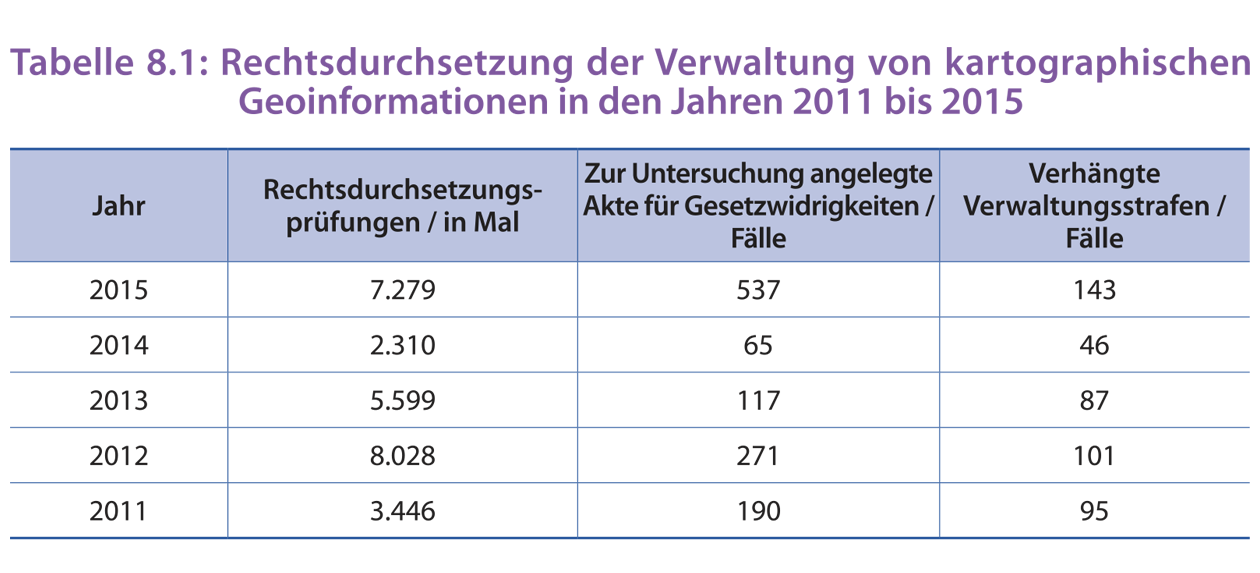 Tabelle 8.1: Rechtsdurchsetzung der Verwaltung von kartographischen
Geoinformationen in den Jahren 2011 bis 2015
Jahr
Rechtsdurchsetzungs-
prüfungen / in Mal
Zur Untersuchung angelegte
Akte für Gesetzwidrigkeiten /
Fälle
Verhängte
Verwaltungsstrafen /
Fälle
2015 7.279 537 143
2014 2.310 65 46
2013 5.599 117 87
2012 8.028 271 101
2011 3.446 190 95